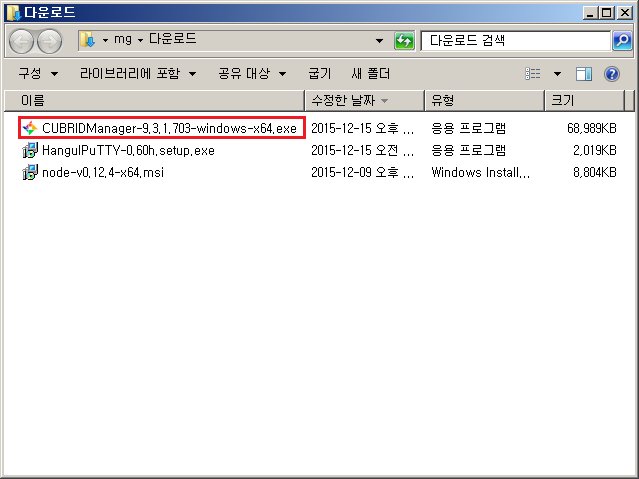 다운로드
mg 다운로드 다운로드 검색
구성 라이브러리에 포함 공유 대상 굽기 새 폴더
이름 수정한 날짜 유형 크기
CUBRIDManager-9.3.1.703-windows-x64.exe 2015-12-15 오후 ... 응용 프로그램 68,989KB
HangulPuTTY-0.60h.setup.exe 2015-12-15 오전 ... 응용 프로그램 2,019KB
node-v0.12.4-x64.msi 2015-12-09 오후 ... Windows Install... 8,804KB